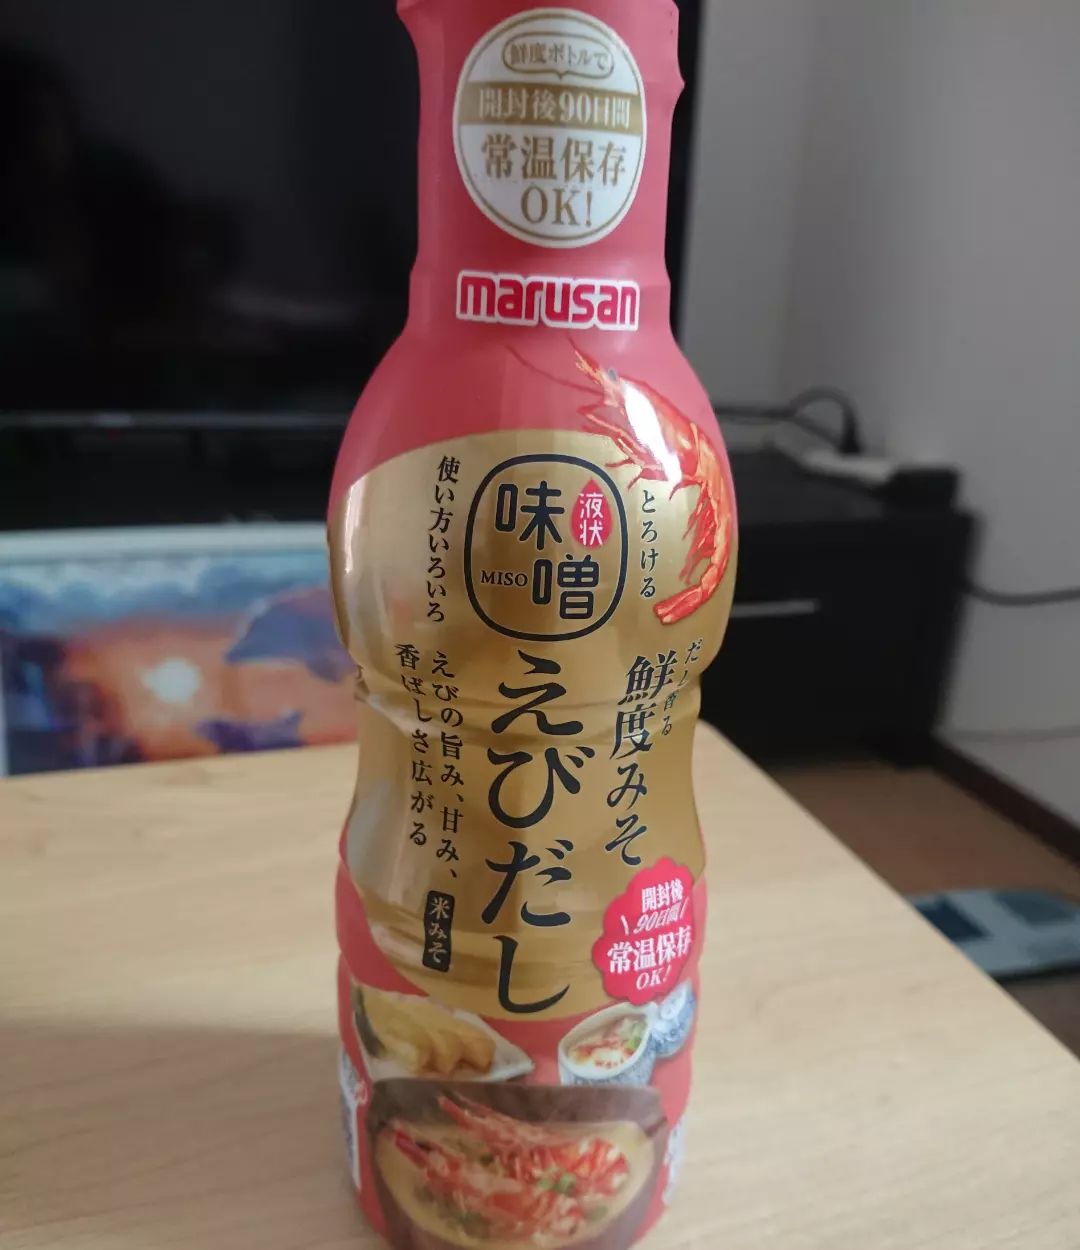 鮮度ボトルで
開封後90日間
常温保存
OK!
marusan
とろける
液状
味噌
MISO
使い方いろいろ
だし香る
鮮度みそ
えびだし
えびの旨み、甘み、
香ばしさ広がる
米みそ
開封後
90日間
常温保存
OK!